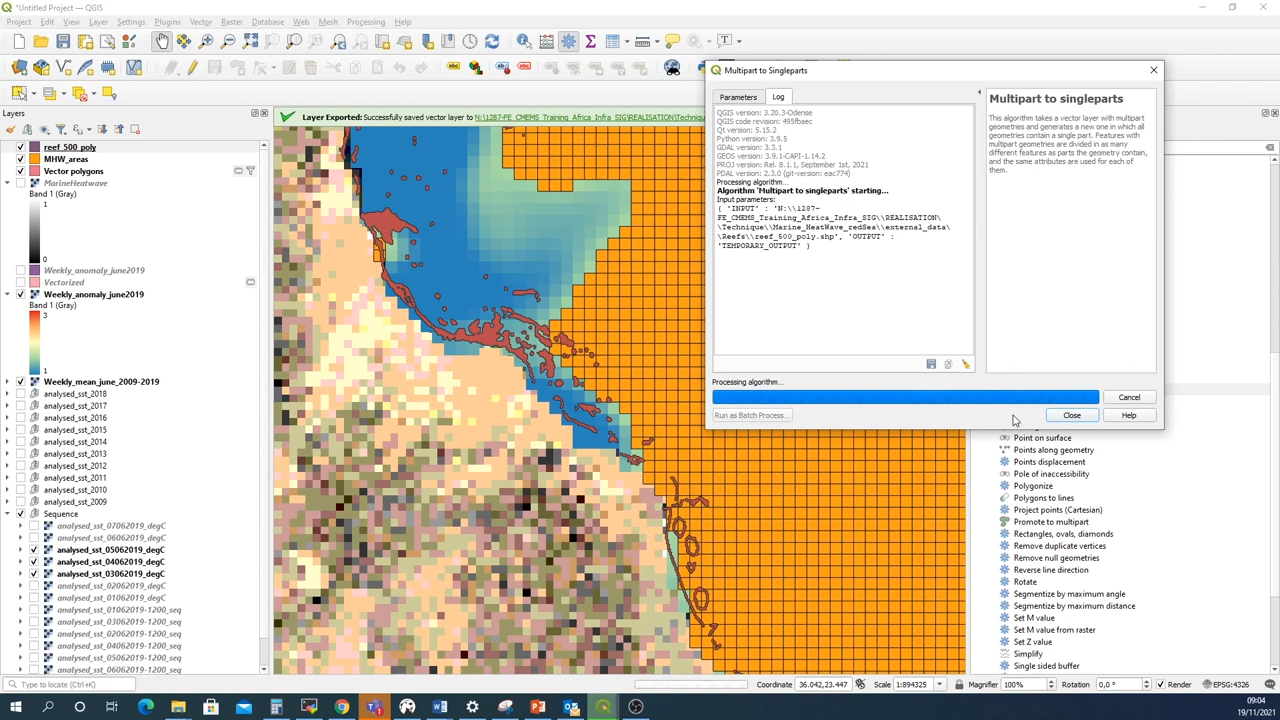 *Untitled Project — QGIS
Project Edit View Layer Settings Plugins Vector Raster Database Web Mesh Processing Help
Layers
reef_500_poly
MHW_areas
Vector polygons
MarineHeatwave
Band 1 (Gray)
1
0
Weekly_anomaly_june2019
Vectorized
Weekly_anomaly_june2019
Band 1 (Gray)
3
1
Weekly_mean_june_2009-2019
analysed_sst_2018
analysed_sst_2017
analysed_sst_2016
analysed_sst_2015
analysed_sst_2014
analysed_sst_2013
analysed_sst_2012
analysed_sst_2011
analysed_sst_2010
analysed_sst_2009
Sequence
analysed_sst_07062019_degC
analysed_sst_06062019_degC
analysed_sst_05062019_degC
analysed_sst_04062019_degC
analysed_sst_03062019_degC
analysed_sst_02062019_degC
analysed_sst_01062019_degC
analysed_sst_01062019-1200_seq
analysed_sst_03062019-1200_seq
analysed_sst_02062019-1200_seq
analysed_sst_04062019-1200_seq
analysed_sst_05062019-1200_seq
analysed_sst_06062019-1200_seq
Layer Exported: Successfully saved vector layer to N:\1287-FE_CMEMS_Training_Africa_Infra_SIG\REALISATION\Techniqu
Multipart to Singleparts
Parameters Log
QGIS version: 3.20.3-Odense
QGIS code revision: 495fbaec
Qt version: 5.15.2
Python version: 3.9.5
GDAL version: 3.3.1
GEOS version: 3.9.1-CAPI-1.14.2
PROJ version: Rel. 8.1.1, September 1st, 2021
PDAL version: 2.3.0 (git-version: eac774)
Processing algorithm…
Algorithm 'Multipart to singleparts' starting…
Input parameters:
{ 'INPUT' : 'N:\\1287-
FE_CMEMS_Training_Africa_Infra_SIG\\REALISATION\
\Technique\\Marine_HeatWave_redSea\\external_data\
\Reefs\\reef_500_poly.shp', 'OUTPUT' :
'TEMPORARY_OUTPUT' }
Multipart to singleparts
This algorithm takes a vector layer with multipart
geometries and generates a new one in which all
geometries contain a single part. Features with
multipart geometries are divided in as many
different features as parts the geometry contain,
and the same attributes are used for each of
them.
Processing algorithm…
Cancel
Run as Batch Process…
Close
Help
Point on surface
Points along geometry
Points displacement
Pole of inaccessibility
Polygonize
Polygons to lines
Project points (Cartesian)
Promote to multipart
Rectangles, ovals, diamonds
Remove duplicate vertices
Remove null geometries
Reverse line direction
Rotate
Segmentize by maximum angle
Segmentize by maximum distance
Set M value
Set M value from raster
Set Z value
Simplify
Single sided buffer
Type to locate (Ctrl+K)
Coordinate 36.042,23.447 Scale 1:894325 Magnifier 100% Rotation 0,0 ° Render EPSG:4326
09:04
19/11/2021